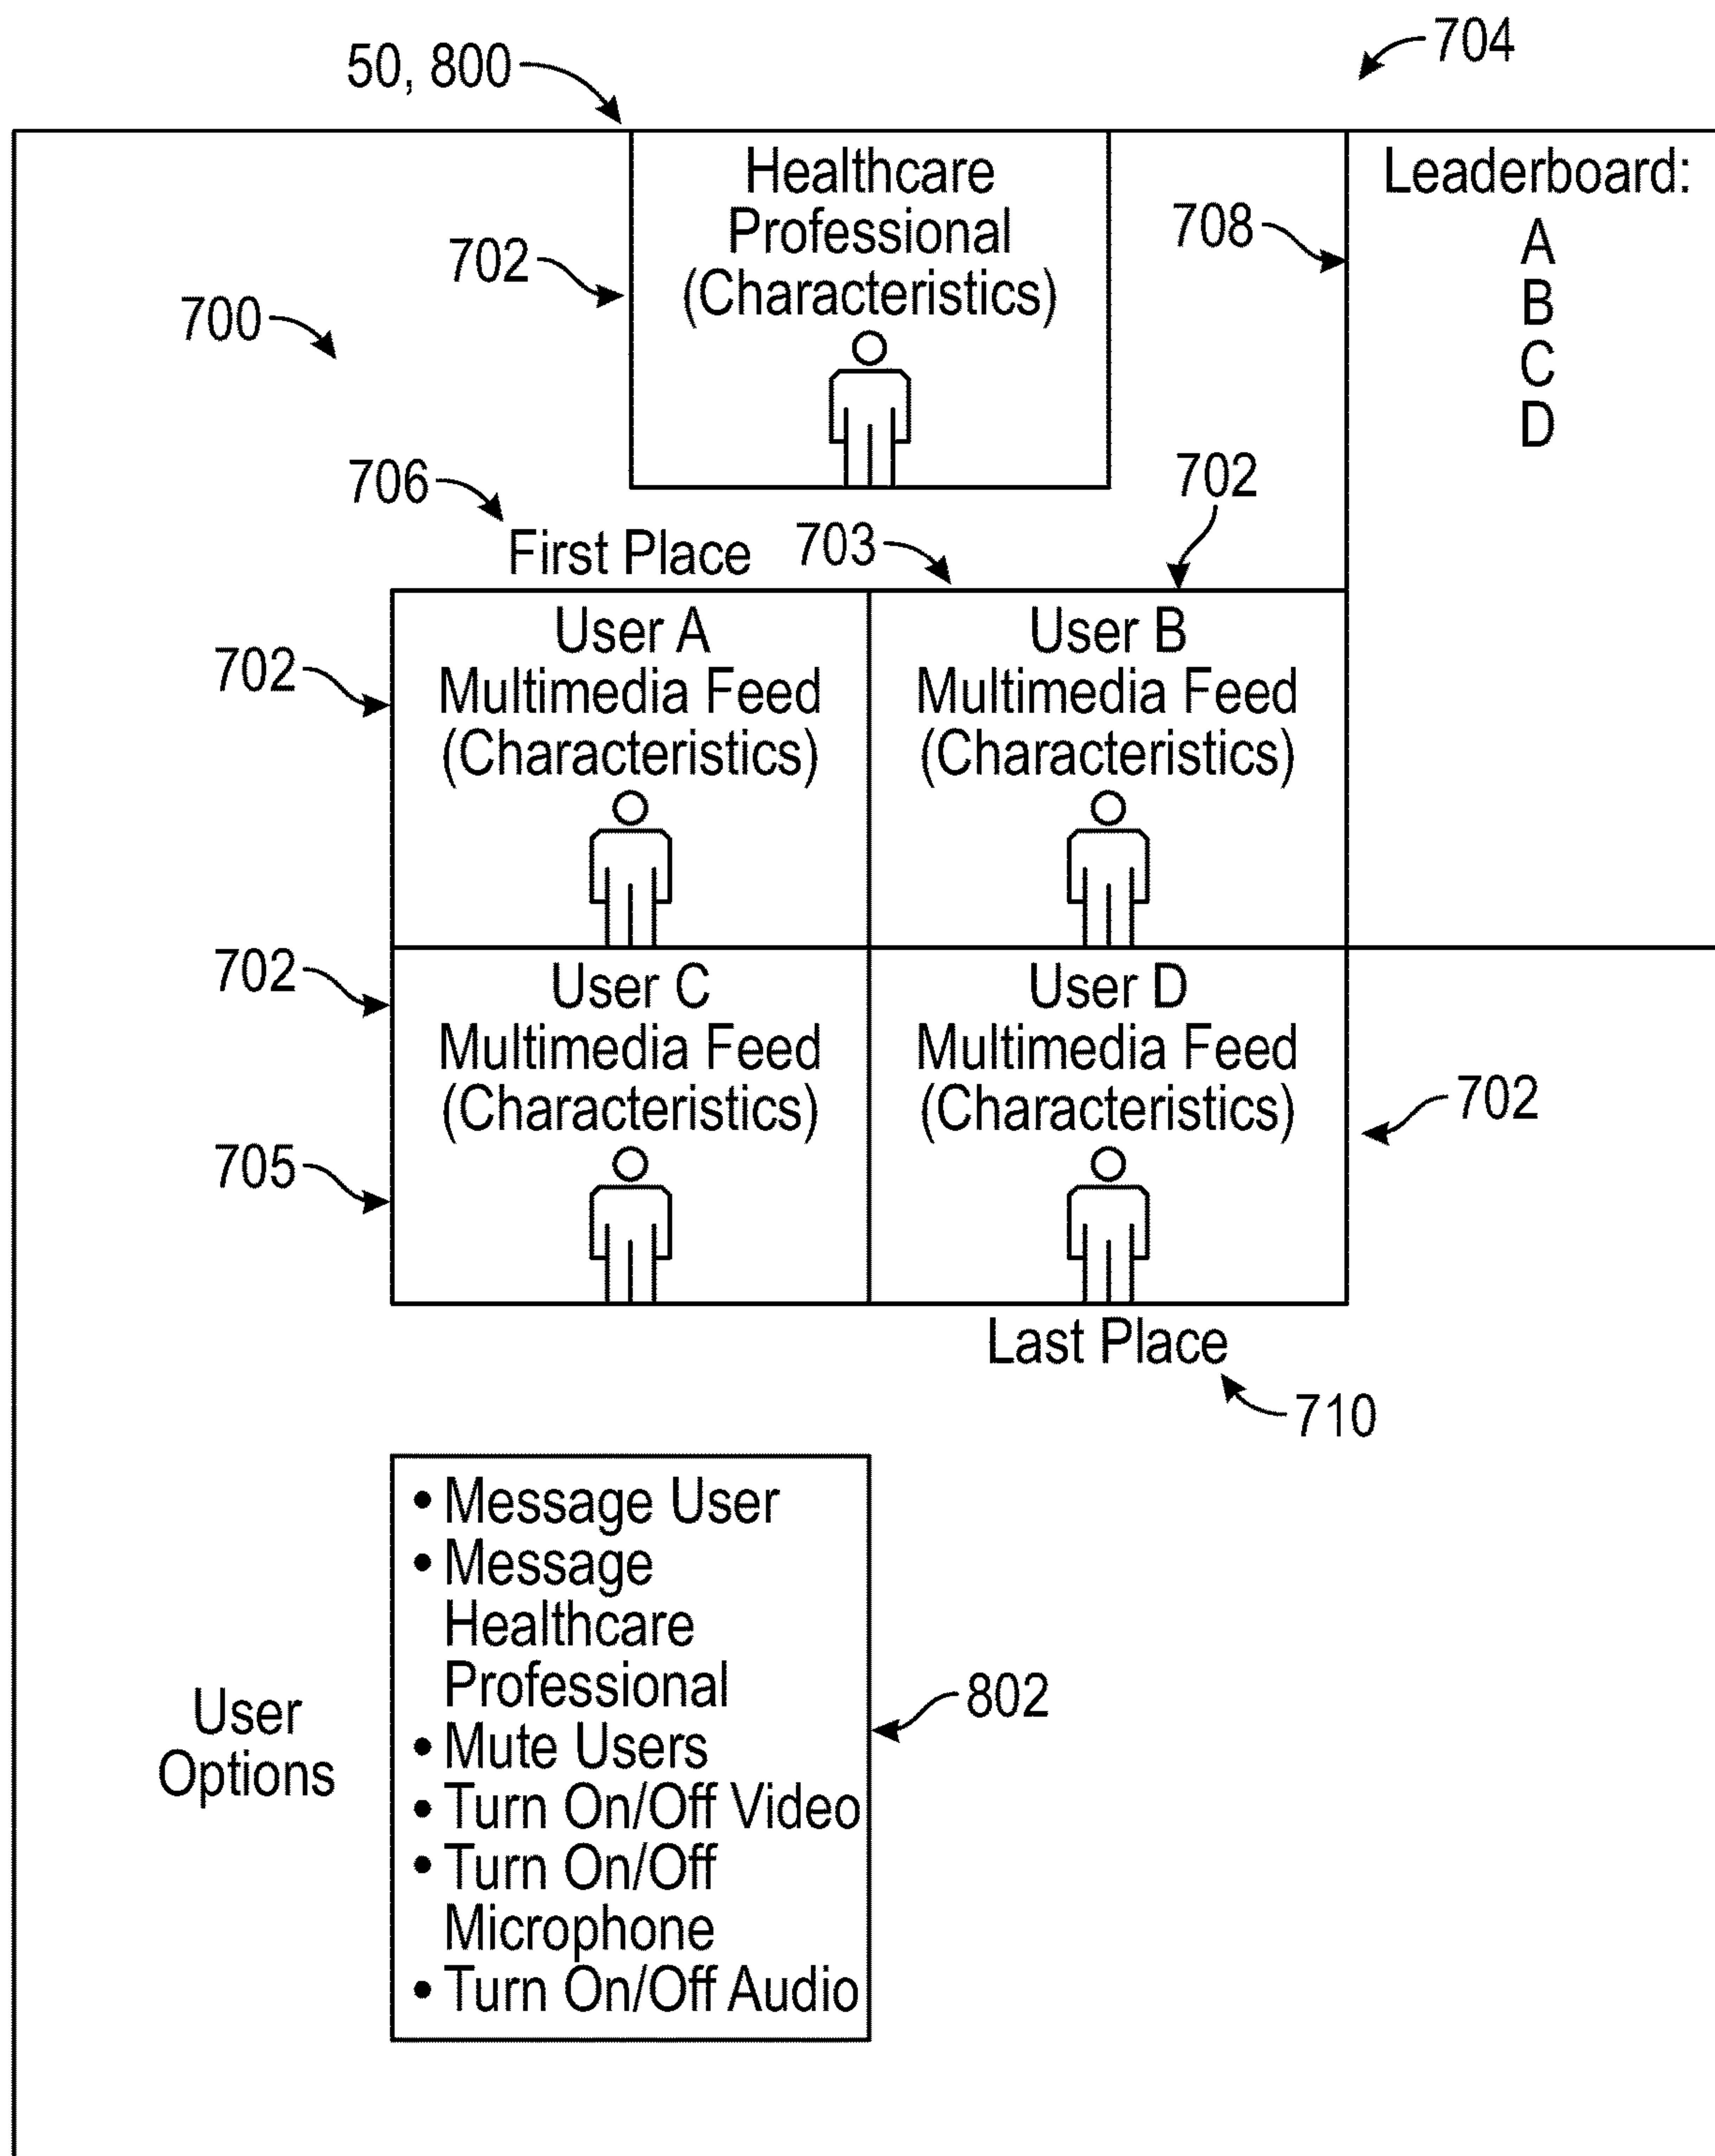 704
50, 800
Healthcare
Professional
(Characteristics)
Leaderboard:
A
B
C
D
708
702
700
706
First Place
703
702
702
User A
Multimedia Feed
(Characteristics)
User B
Multimedia Feed
(Characteristics)
702
User C
Multimedia Feed
(Characteristics)
User D
Multimedia Feed
(Characteristics)
702
705
Last Place
710
User
Options
• Message User
• Message
Healthcare
Professional
• Mute Users
• Turn On/Off Video
• Turn On/Off
Microphone
• Turn On/Off Audio
802